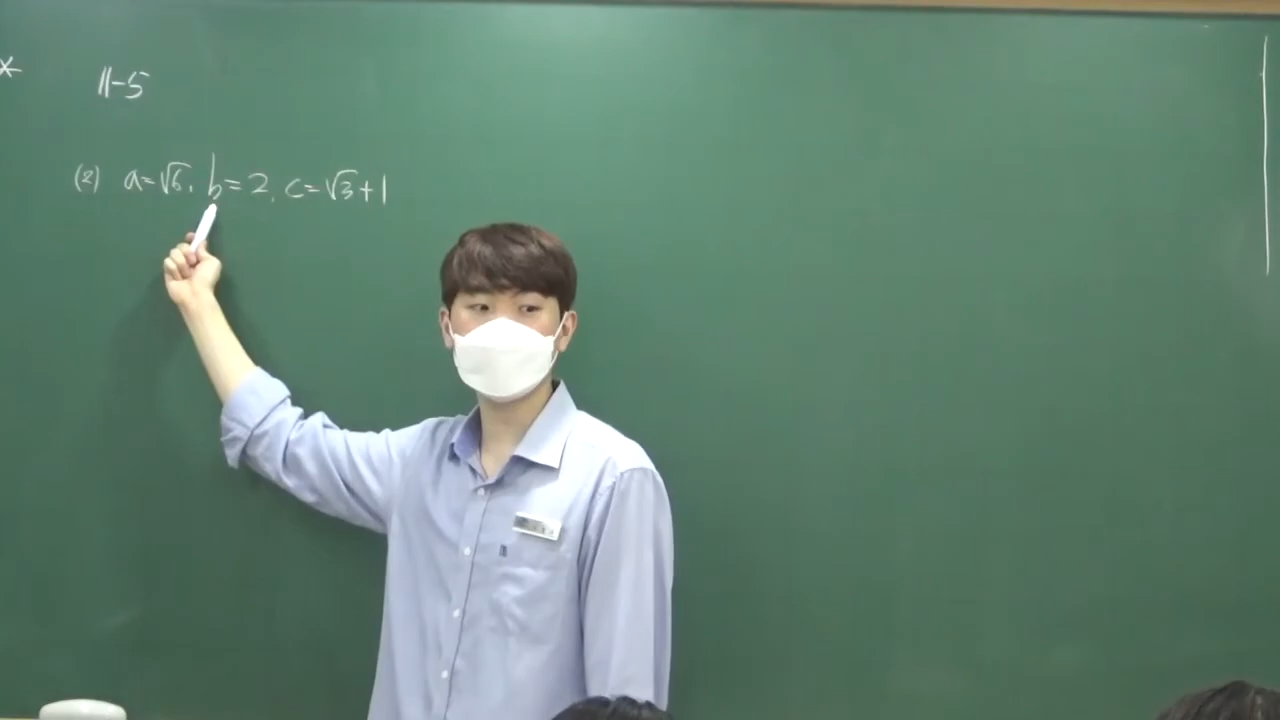 * 11-5
(2) a=√6, b=2, c=√3+1